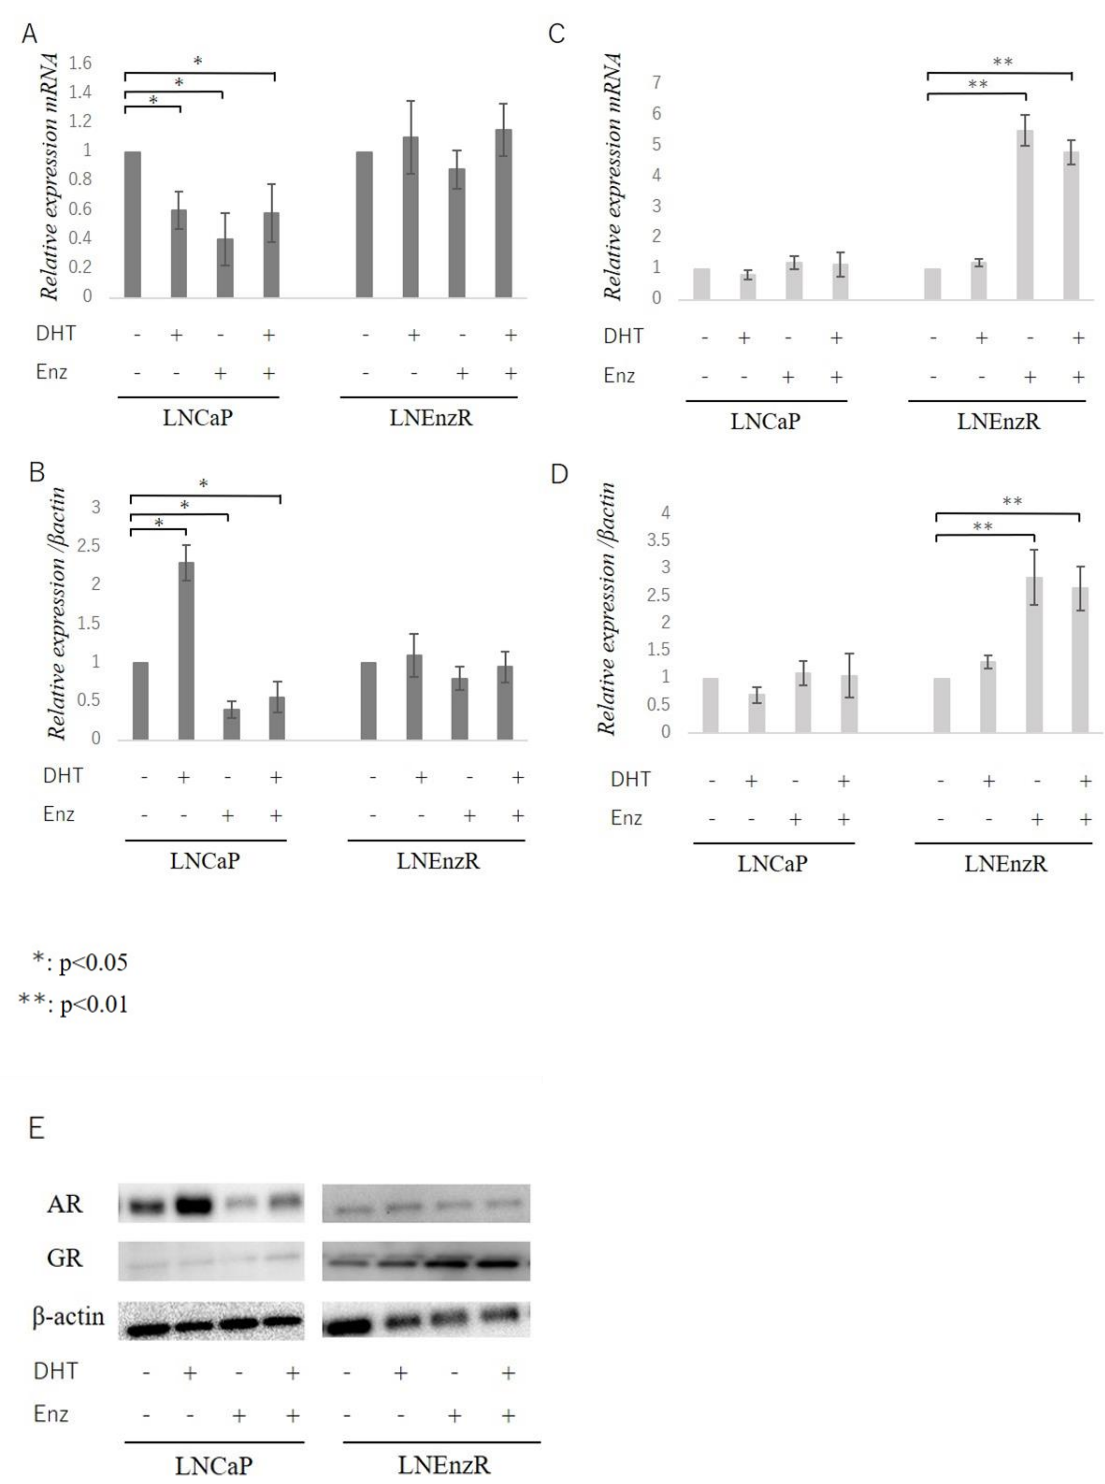 A
Relative expression mRNA
1.6
1.4
1.2
1
0.8
0.6
0.4
0.2
0
*
*
*
DHT - + - + - + - +
Enz - - + + - - + +
LNCaP LNEnzR
C
Relative expression mRNA
7
6
5
4
3
2
1
0
**
**
DHT - + - + - + - +
Enz - - + + - - + +
LNCaP LNEnzR
B
Relative expression /βactin
3
2.5
2
1.5
1
0.5
0
*
*
*
DHT - + - + - + - +
Enz - - + + - - + +
LNCaP LNEnzR
D
Relative expression /βactin
4
3.5
3
2.5
2
1.5
1
0.5
0
**
**
DHT - + - + - + - +
Enz - - + + - - + +
LNCaP LNEnzR
*: p<0.05
**: p<0.01
E
AR
GR
β-actin
DHT - + - + - + - +
Enz - - + + - - + +
LNCaP LNEnzR